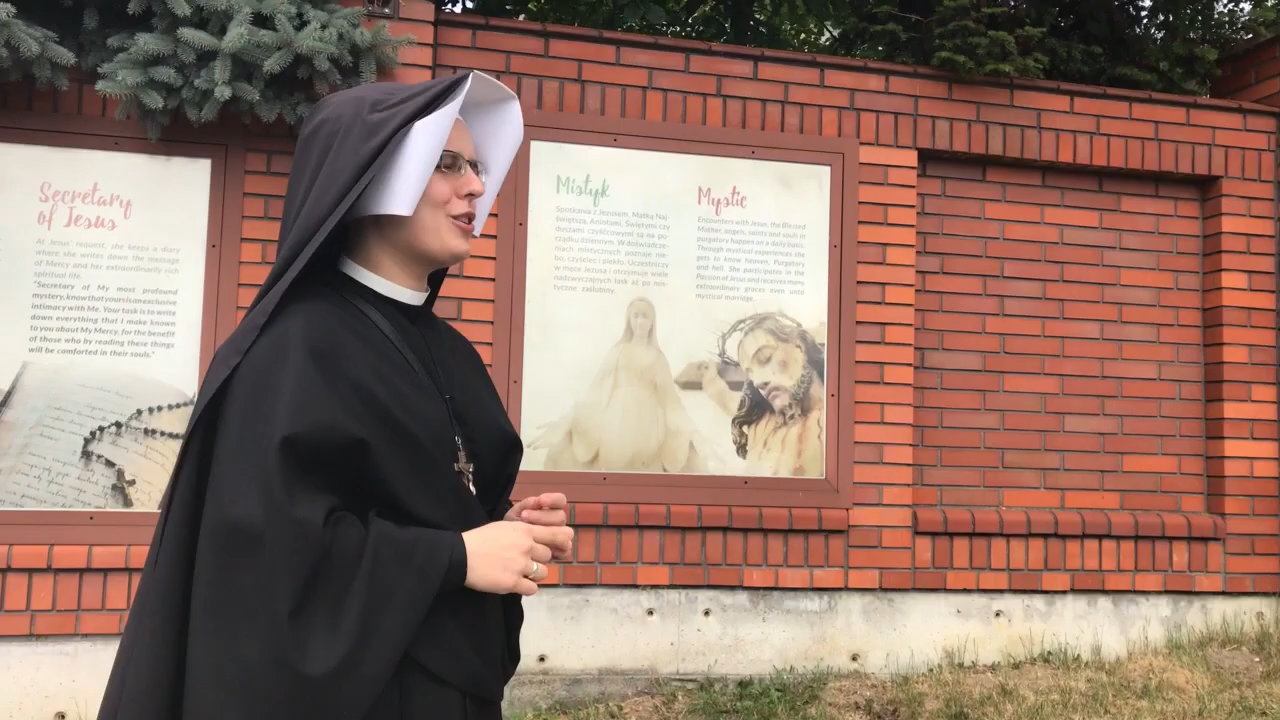 Secretary
of Jesus
At Jesus' request, she keeps a diary
where she writes down the message
of Mercy and her extraordinarily rich
spiritual life.
"Secretary of My most profound
mystery, know that yours is an exclusive
intimacy with Me. Your task is to write
down everything that I make known
to you about My Mercy, for the benefit
of those who by reading these things
will be comforted in their souls."
Mistyk
Spotkania z Jezusem, Matką Naj-
świętszą, Aniołami, Świętymi czy
duszami czyśćcowymi są na po-
rządku dziennym. W doświadcze-
niach mistycznych poznaje nie-
bo, czyściec i piekło. Uczestniczy
w męce Jezusa i otrzymuje wiele
nadzwyczajnych łask aż po mis-
tyczne zaślubiny.
Mystic
Encounters with Jesus, the Blessed
Mother, angels, saints and souls in
purgatory happen on a daily basis.
Through mystical experiences she
gets to know heaven, Purgatory
and hell. She participates in the
Passion of Jesus and receives many
extraordinary graces even unto
mystical marriage.